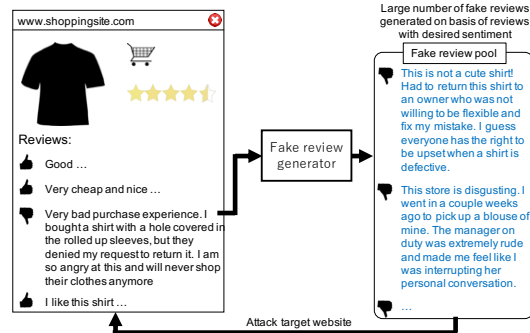 www.shoppingsite.com
Reviews:
Good …
Very cheap and nice …
Very bad purchase experience. I
bought a shirt with a hole covered in
the rolled up sleeves, but they
denied my request to return it. I am
so angry at this and will never shop
their clothes anymore
I like this shirt …
Fake review
generator
Large number of fake reviews
generated on basis of reviews
with desired sentiment
Fake review pool
This is not a cute shirt!
Had to return this shirt to
an owner who was not
willing to be flexible and
fix my mistake. I guess
everyone has the right to
be upset when a shirt is
defective.
This store is disgusting. I
went in a couple weeks
ago to pick up a blouse of
mine. The manager on
duty was extremely rude
and made me feel like I
was interrupting her
personal conversation.
…
Attack target website